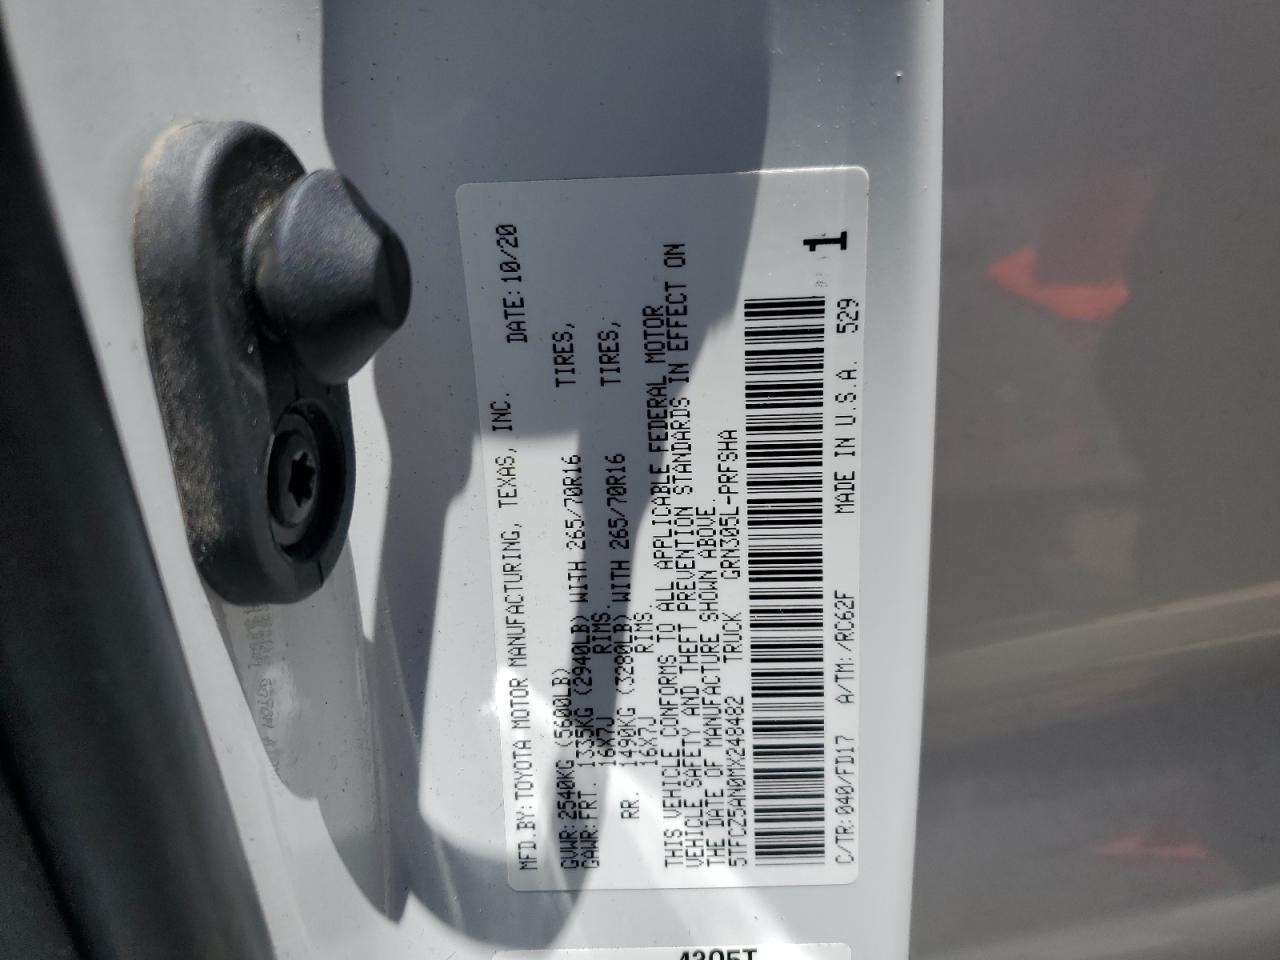 MFD.BY: TOYOTA MOTOR MANUFACTURING, TEXAS, INC. DATE: 10/20
GVWR: 2540KG (5600LB)
GAWR: FRT. 1335KG (2940LB) WITH 265/70R16 TIRES,
16X7J RIMS.
RR. 1490KG (3280LB) WITH 265/70R16 TIRES,
16X7J RIMS.
THIS VEHICLE CONFORMS TO ALL APPLICABLE FEDERAL MOTOR
VEHICLE SAFETY AND THEFT PREVENTION STANDARDS IN EFFECT ON
THE DATE OF MANUFACTURE SHOWN ABOVE.
5TFCZ5AN0MX248482 TRUCK GRN305L-PRFSHA
1
C/TR: 040/FD17 A/TM: /RC62F MADE IN U.S.A. 529